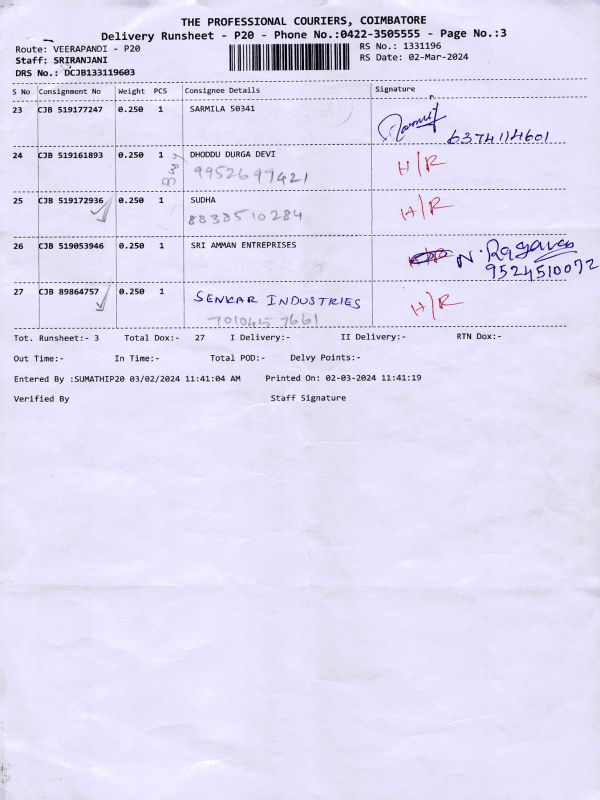 THE PROFESSIONAL COURIERS, COIMBATORE
Delivery Runsheet - P20 - Phone No.:0422-3505555 - Page No.:3
Route: VEERAPANDI - P20 RS No.: 1331196
Staff: SRIRANJANI RS Date: 02-Mar-2024
DRS No.: DCJB133119603
S No Consignment No Weight PCS Consignee Details Signature
23 CJB 519177247 0.250 1 SARMILA 50341
6374114601
24 CJB 519161893 0.250 1 DHODDU DURGA DEVI H/R
9952697421
25 CJB 519172936 0.250 1 SUDHA H/R
8838510284
26 CJB 519053946 0.250 1 SRI AMMAN ENTREPRISES N. Ragavan
9524510072
27 CJB 89864757 0.250 1 SENKAR INDUSTRIES H/R
7010457661
Tot. Runsheet:- 3 Total Dox:- 27 I Delivery:- II Delivery:- RTN Dox:-
Out Time:- In Time:- Total POD:- Delvy Points:-
Entered By :SUMATHIP20 03/02/2024 11:41:04 AM Printed On: 02-03-2024 11:41:19
Verified By Staff Signature